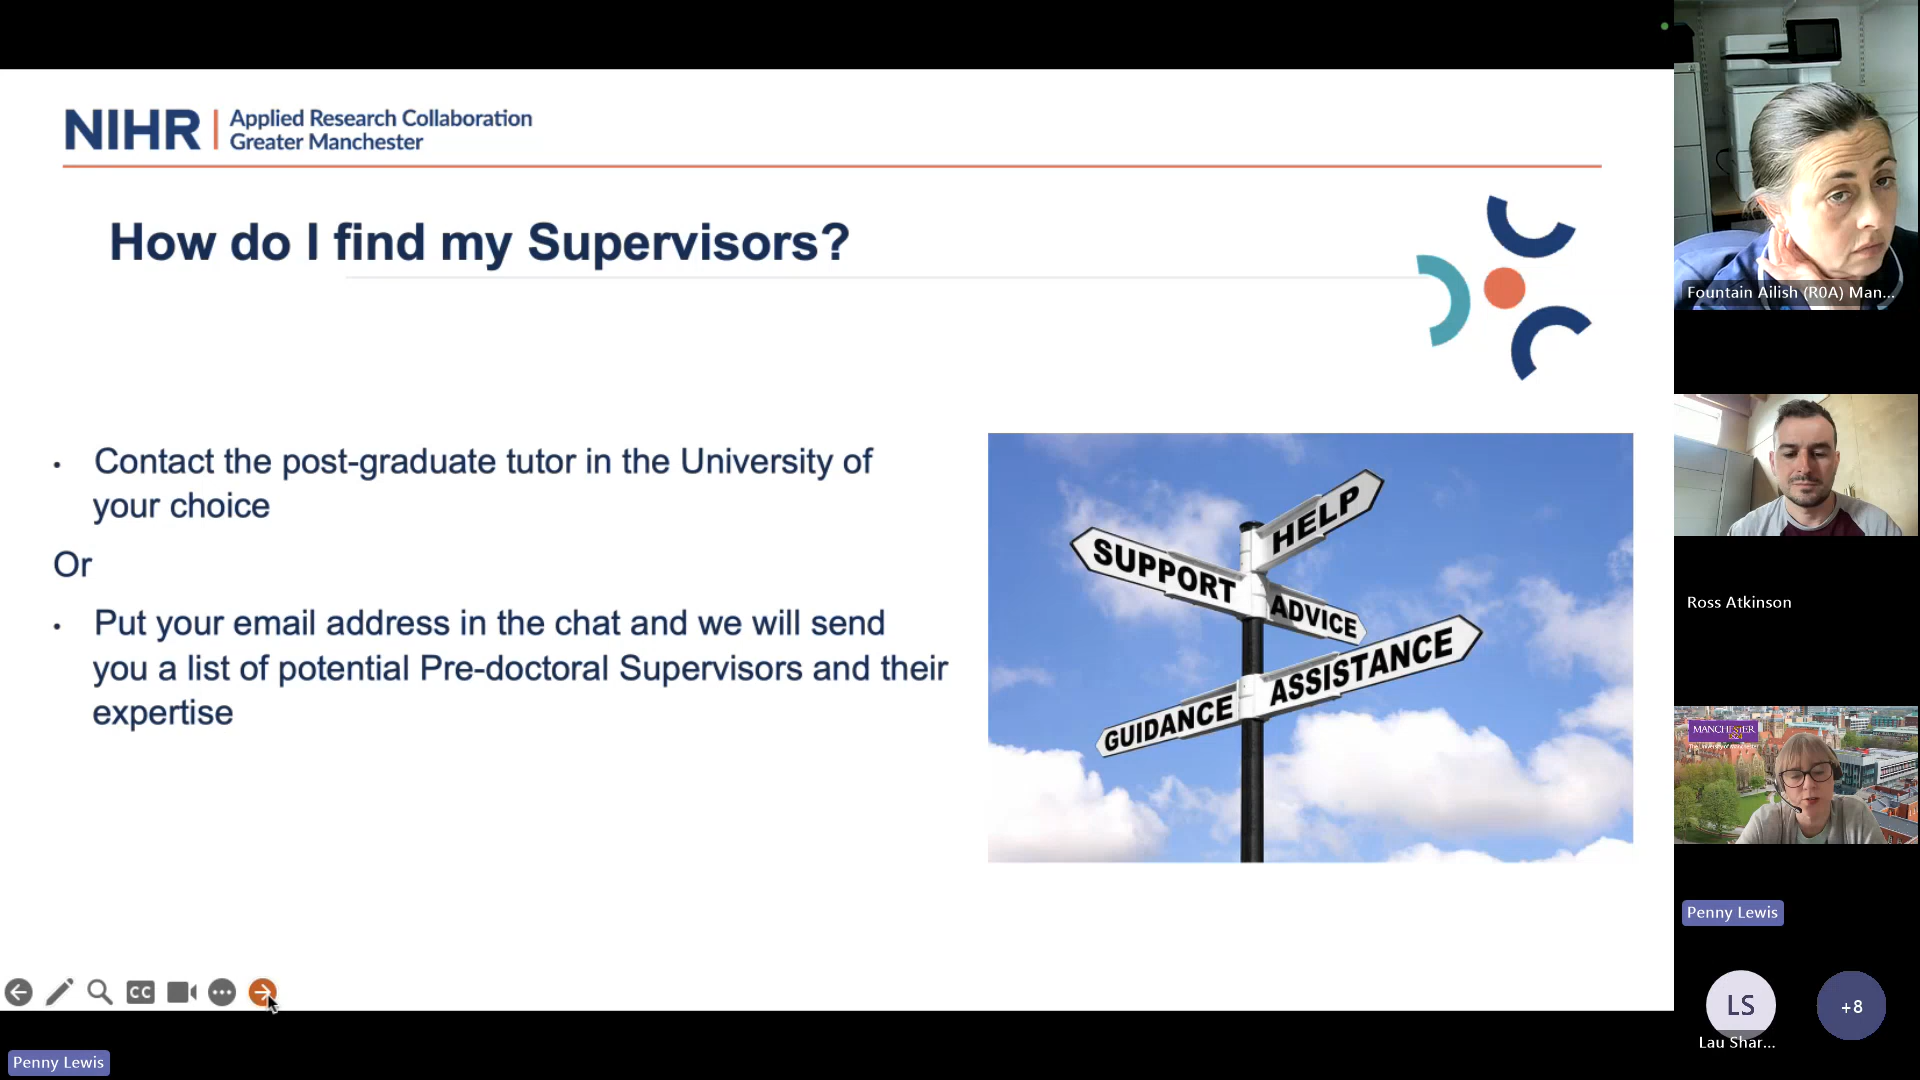 NIHR | Applied Research Collaboration
Greater Manchester
How do I find my Supervisors?
• Contact the post-graduate tutor in the University of
your choice
Or
• Put your email address in the chat and we will send
you a list of potential Pre-doctoral Supervisors and their
expertise
HELP
SUPPORT
ADVICE
ASSISTANCE
GUIDANCE
CC
Penny Lewis
Fountain Ailish (R0A) Man...
Ross Atkinson
MANCHESTER
1824
Penny Lewis
LS
+8
Lau Shar...